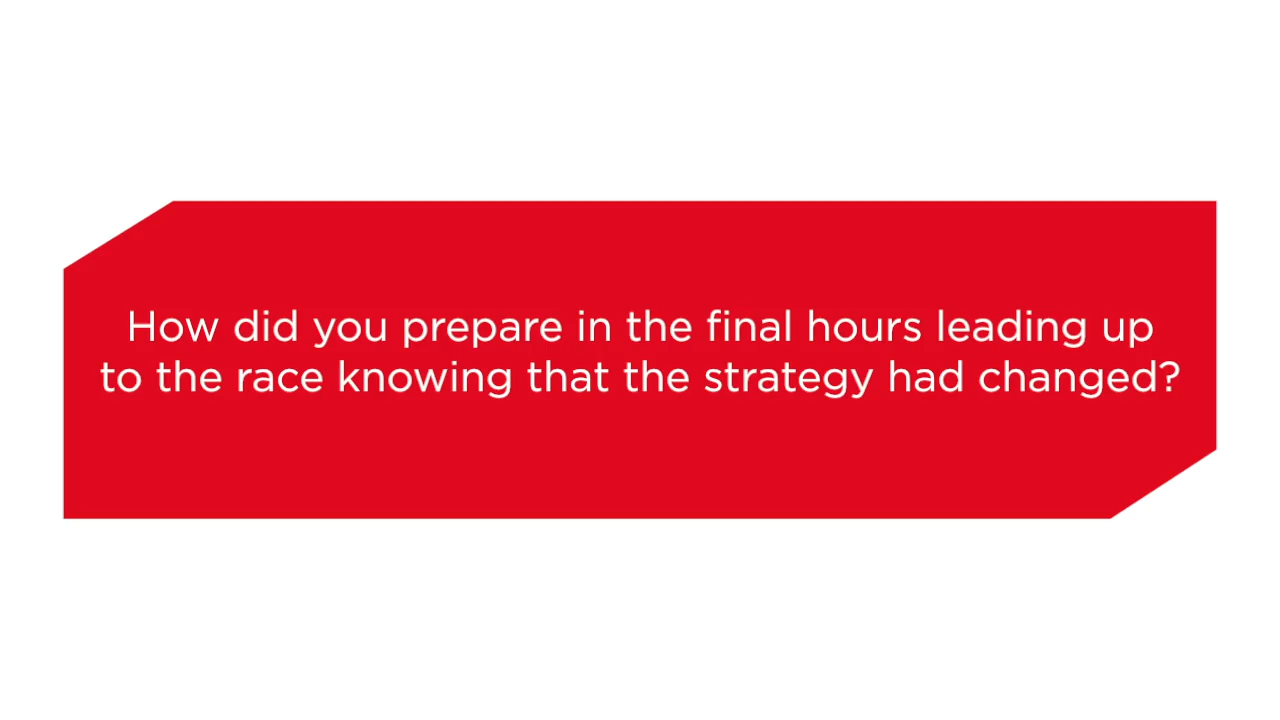 How did you prepare in the final hours leading up
to the race knowing that the strategy had changed?